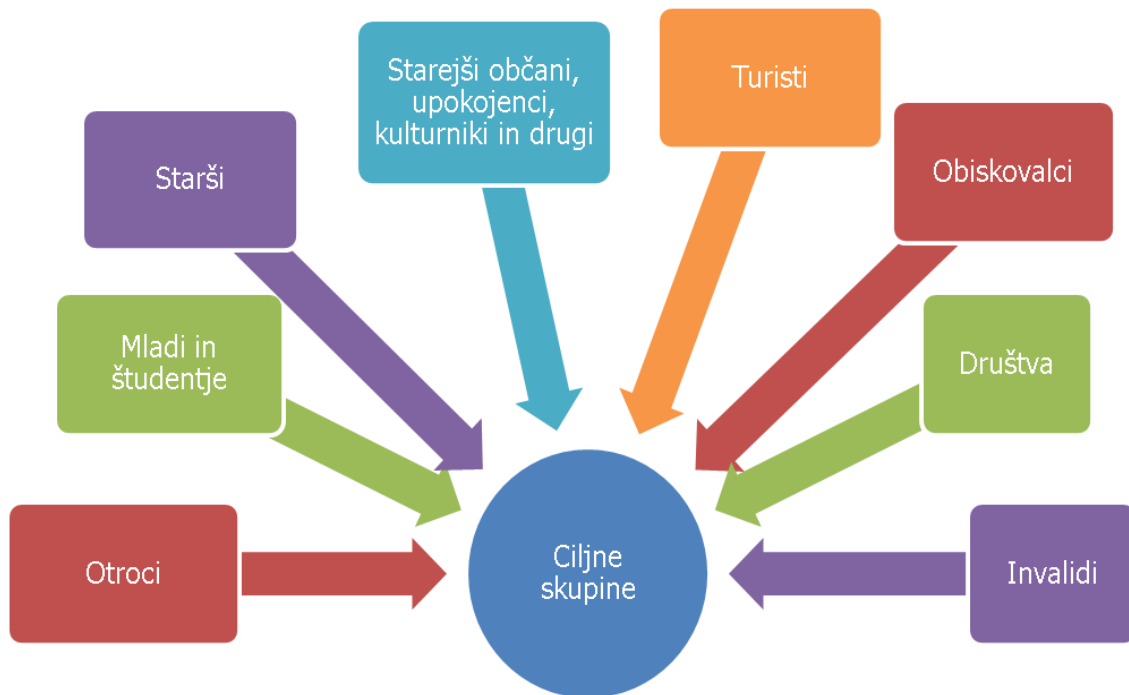 Starejši občani,
upokojenci,
kulturniki in drugi
Turisti
Starši
Obiskovalci
Mladi in
študentje
Društva
Otroci
Ciljne
skupine
Invalidi